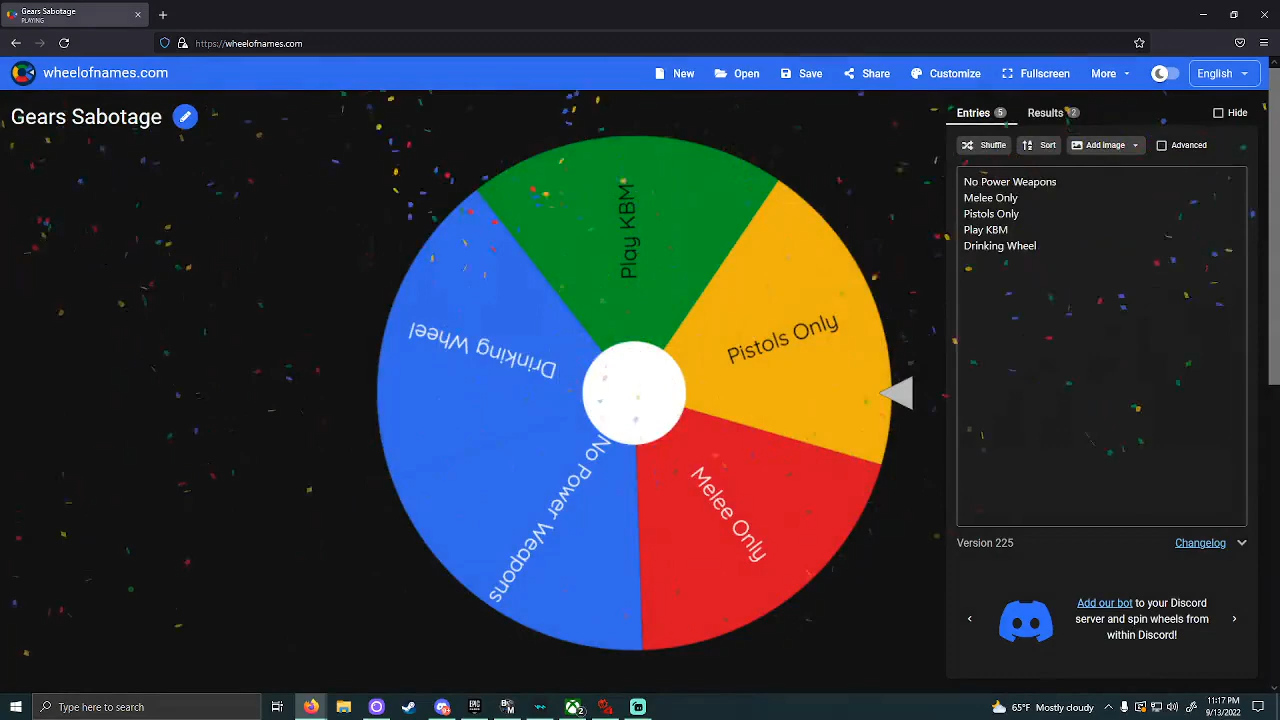 Gears Sabotage
PLAYING
https://wheelofnames.com
wheelofnames.com
New
Open
Save
Share
Customize
Fullscreen
More
English
Gears Sabotage
Entries 5
Results 2
Hide
Shuffle
Sort
Add image
Advanced
No Power Weapons
Melee Only
Pistols Only
Play KBM
Drinking Wheel
Play KBM
Pistols Only
Drinking Wheel
No Power Weapons
Melee Only
Version 225
Changelog
Add our bot to your Discord
server and spin wheels from
within Discord!
Type here to search
65°F Mostly cloudy
11:17 PM
9/13/2022